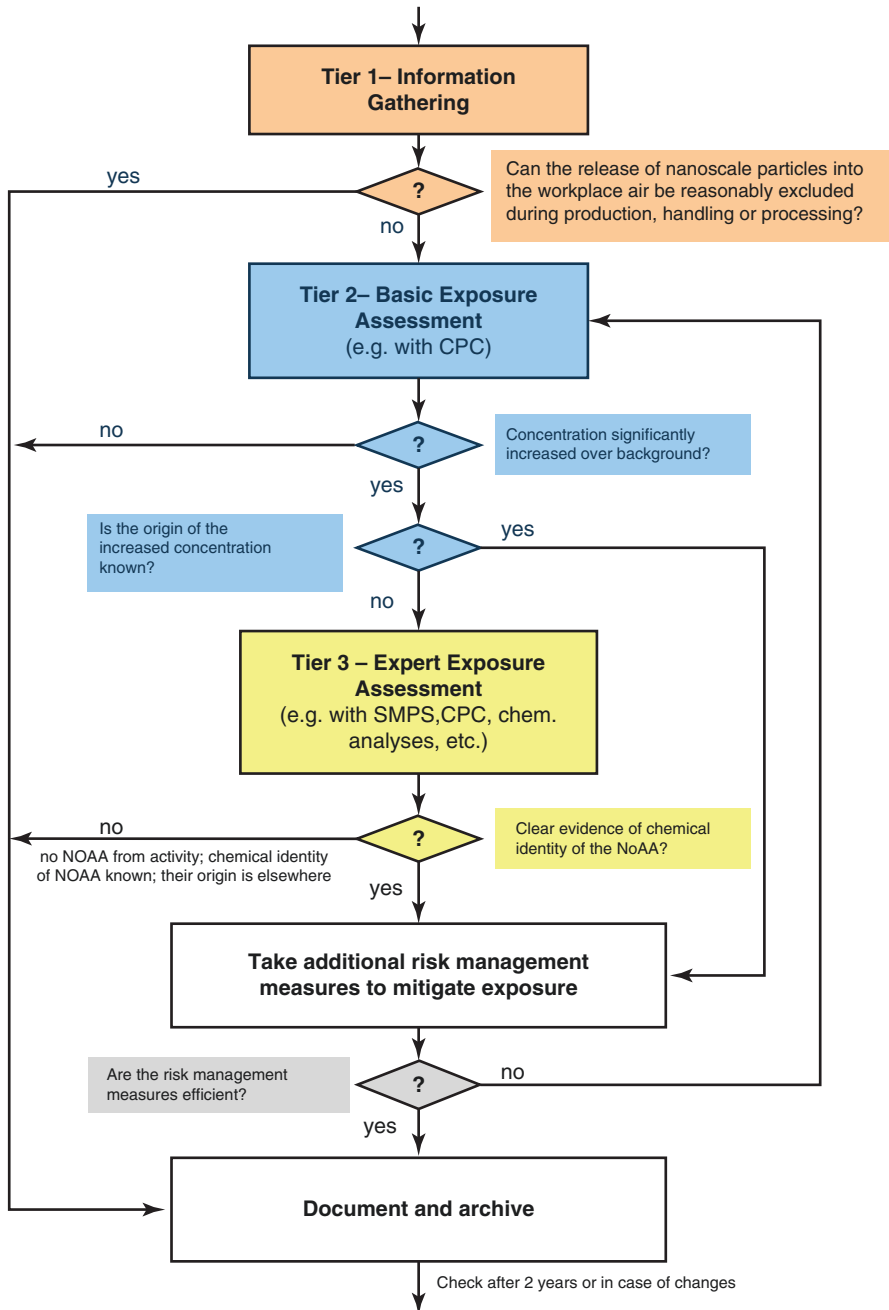 Tier 1– Information
Gathering
yes
?
Can the release of nanoscale particles into
the workplace air be reasonably excluded
during production, handling or processing?
no
Tier 2– Basic Exposure
Assessment
(e.g. with CPC)
no
?
Concentration significantly
increased over background?
yes
Is the origin of the
increased concentration
known?
?
yes
no
Tier 3 – Expert Exposure
Assessment
(e.g. with SMPS,CPC, chem.
analyses, etc.)
no
?
Clear evidence of chemical
identity of the NoAA?
no NOAA from activity; chemical identity
of NOAA known; their origin is elsewhere
yes
Take additional risk management
measures to mitigate exposure
Are the risk management
measures efficient?
?
no
yes
Document and archive
Check after 2 years or in case of changes